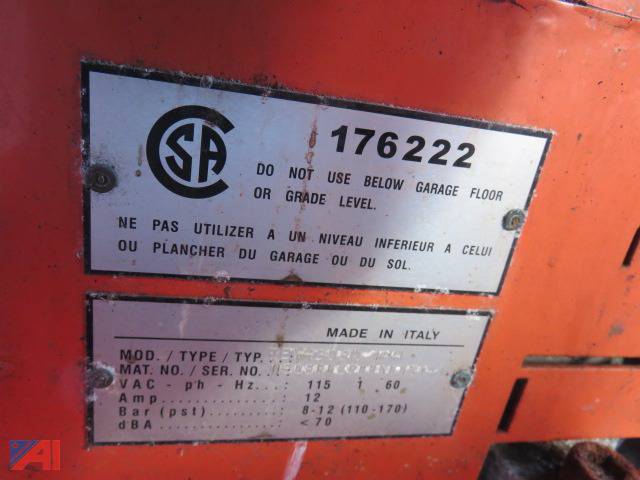 CSA
176222
DO NOT USE BELOW GARAGE FLOOR
OR GRADE LEVEL.
NE PAS UTILIZER A UN NIVEAU INFERIEUR A CELUI
OU PLANCHER DU GARAGE OU DU SOL.
MADE IN ITALY
MOD. / TYPE / TYP.
MAT. NO. / SER. NO.
VAC - ph - Hz...: 115 1 60
Amp............: 12
Bar (pst).........: 8-12 (110-170)
dBA...............: <70
AI